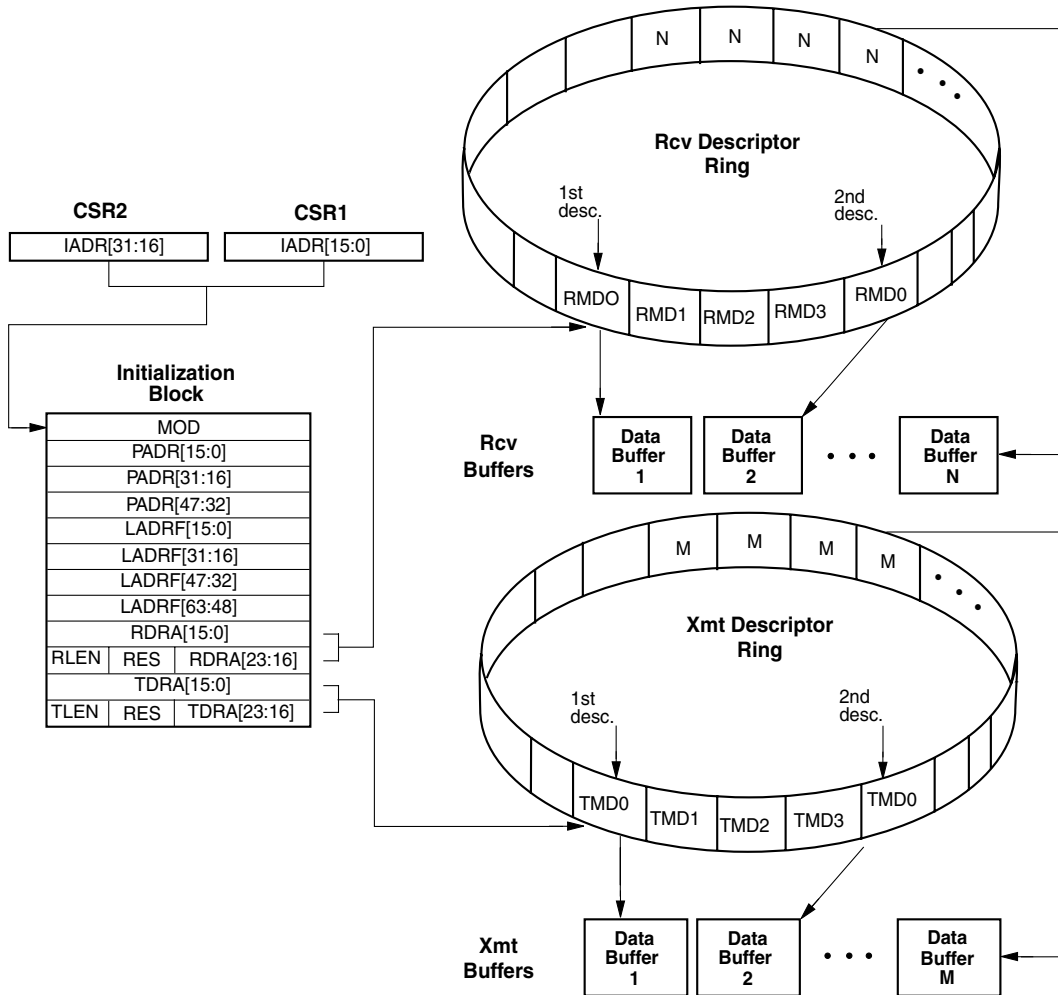 N N N N
Rcv Descriptor
Ring
1st
desc.
2nd
desc.
RMDO RMD1 RMD2 RMD3 RMD0
CSR2 CSR1
IADR[31:16] IADR[15:0]
Initialization
Block
MOD
PADR[15:0]
PADR[31:16]
PADR[47:32]
LADRF[15:0]
LADRF[31:16]
LADRF[47:32]
LADRF[63:48]
RDRA[15:0]
RLEN RES RDRA[23:16]
TDRA[15:0]
TLEN RES TDRA[23:16]
Rcv
Buffers
Data
Buffer
1
Data
Buffer
2
• • •
Data
Buffer
N
M M M M
Xmt Descriptor
Ring
1st
desc.
2nd
desc.
TMD0 TMD1 TMD2 TMD3 TMD0
Xmt
Buffers
Data
Buffer
1
Data
Buffer
2
• • •
Data
Buffer
M